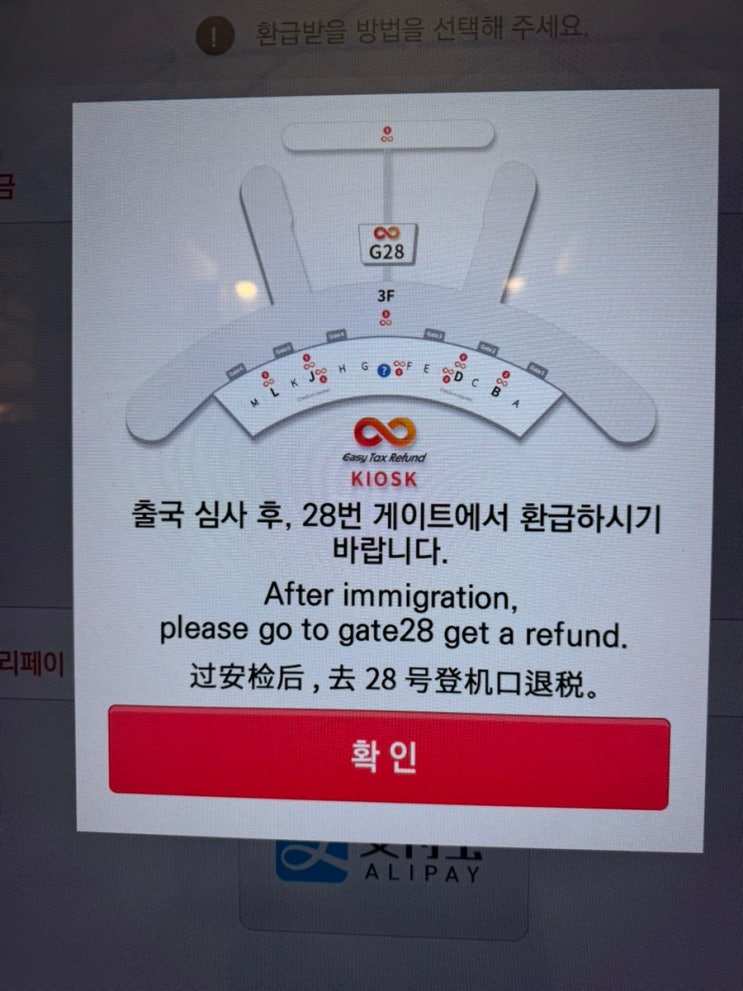 ! 환급받을 방법을 선택해 주세요.
금
G28
3F
M L K J H G ? F E D C B A
Easy Tax Refund
KIOSK
출국 심사 후, 28번 게이트에서 환급하시기
바랍니다.
After immigration,
please go to gate28 get a refund.
过安检后，去 28 号登机口退税。
리페이
확인
ALIPAY